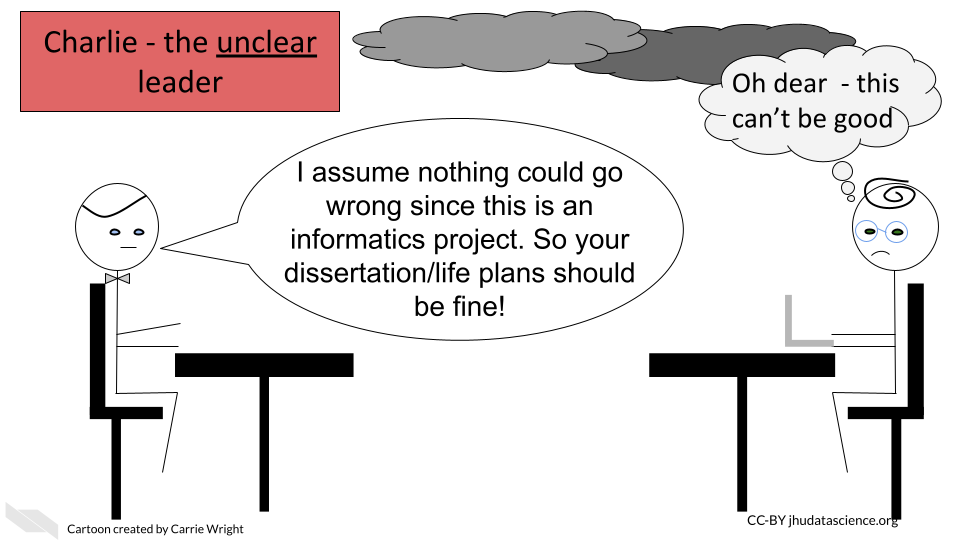 Charlie - the unclear
leader
Oh dear  - this
can’t be good
I assume nothing could go
wrong since this is an
informatics project. So your
dissertation/life plans should
be fine!
Cartoon created by Carrie Wright
CC-BY jhudatascience.org